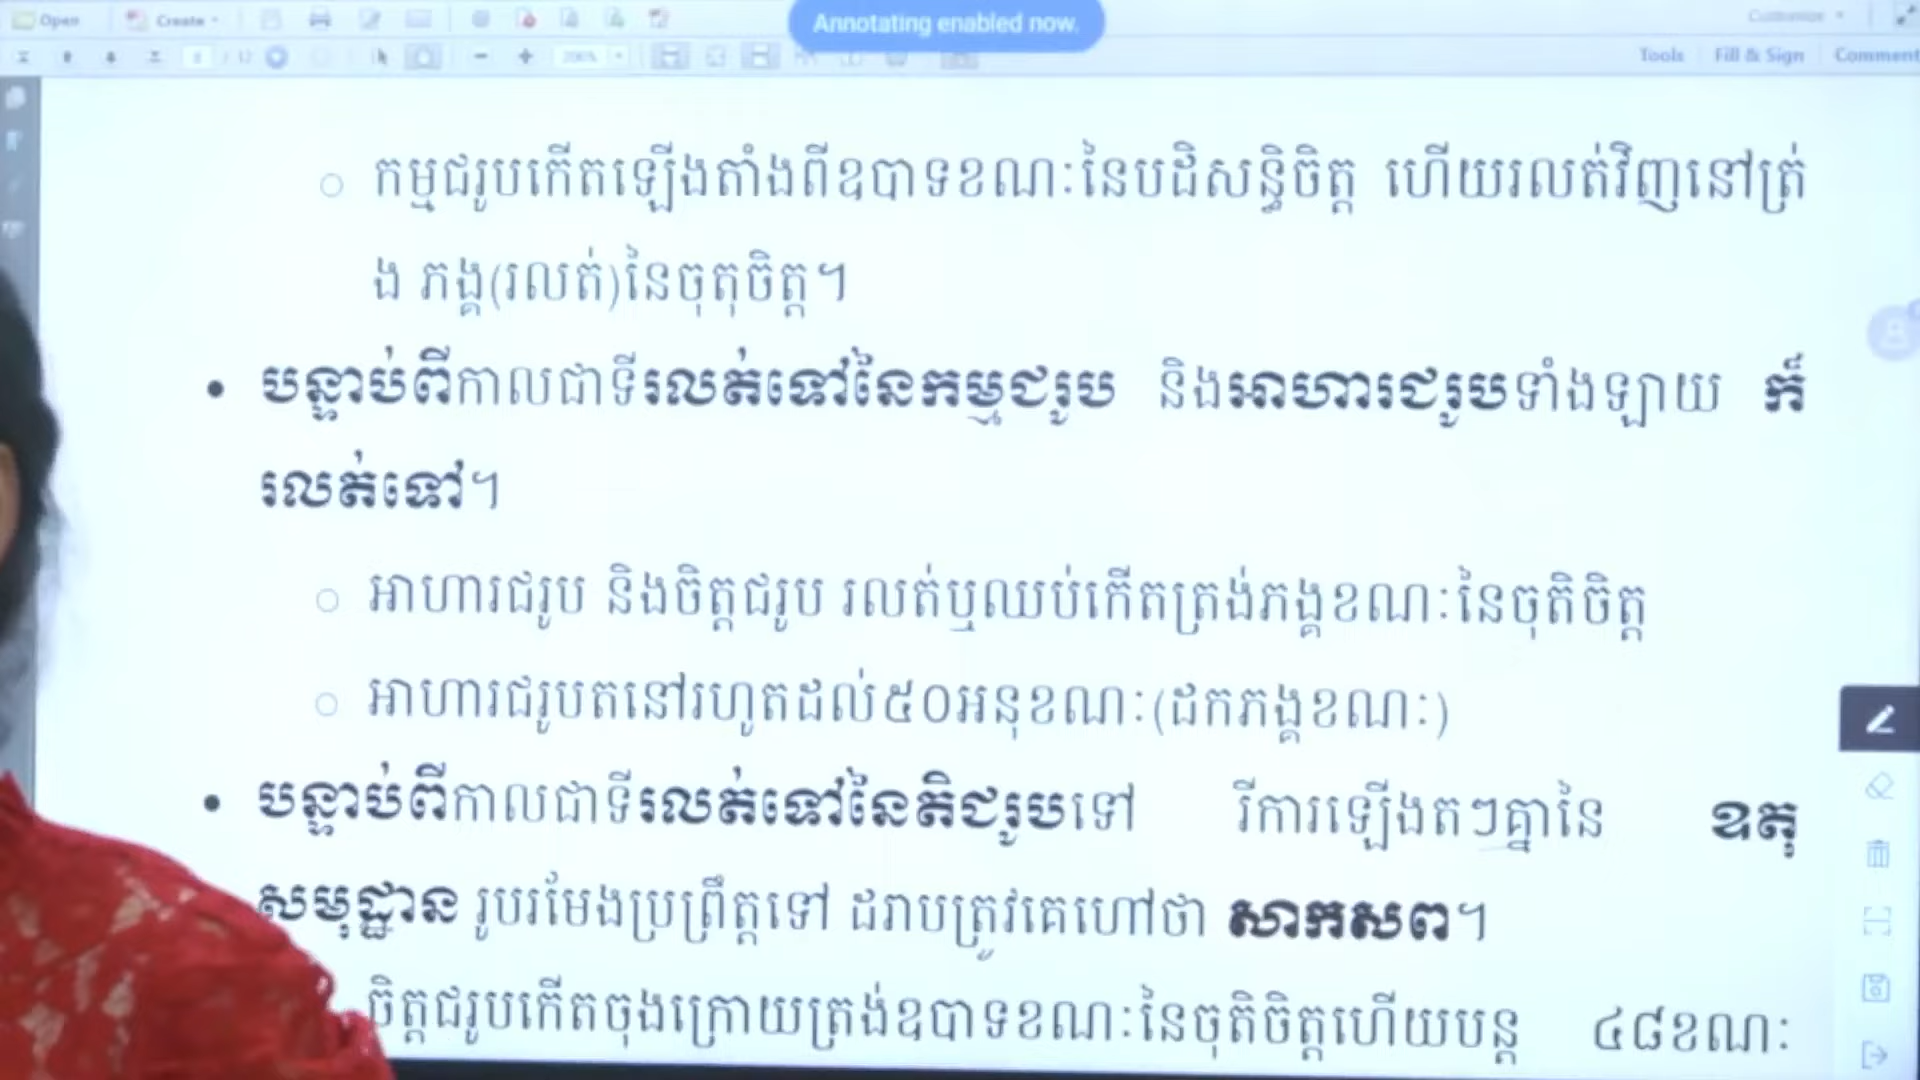 Open
Create
Annotating enabled now.
Customize
Tools Fill & Sign Comment
កម្មជរូបកើតឡើងតាំងពីឧបាទខណៈនៃបដិសន្ធិចិត្ត ហើយរលត់វិញនៅត្រ់
ង ភង្គ(រលត់)នៃចុតុចិត្ត។
បន្ទាប់ពីកាលជាទីរលត់ទៅនៃកម្មជរូប និងអាហារជរូបទាំងឡាយ ក៏
រលត់ទៅ។
អាហារជរូប និងចិត្តជរូប រលត់ឬឈប់កើតត្រង់ភង្គខណៈនៃចុតិចិត្ត
អាហារជរូបតនៅរហូតដល់៥០អនុខណៈ(ដកភង្គខណៈ)
បន្ទាប់ពីកាលជាទីរលត់ទៅនៃតិជរូបទៅ រីការឡើងតៗគ្នានៃ ឧតុ
សមុដ្ឋាន រូបរមែងប្រព្រឹត្តទៅ ដរាបត្រូវគេហៅថា សាកសព។
ចិត្តជរូបកើតចុងក្រោយត្រង់ឧបាទខណៈនៃចុតិចិត្តហើយបន្ត ៤៨ខណៈ